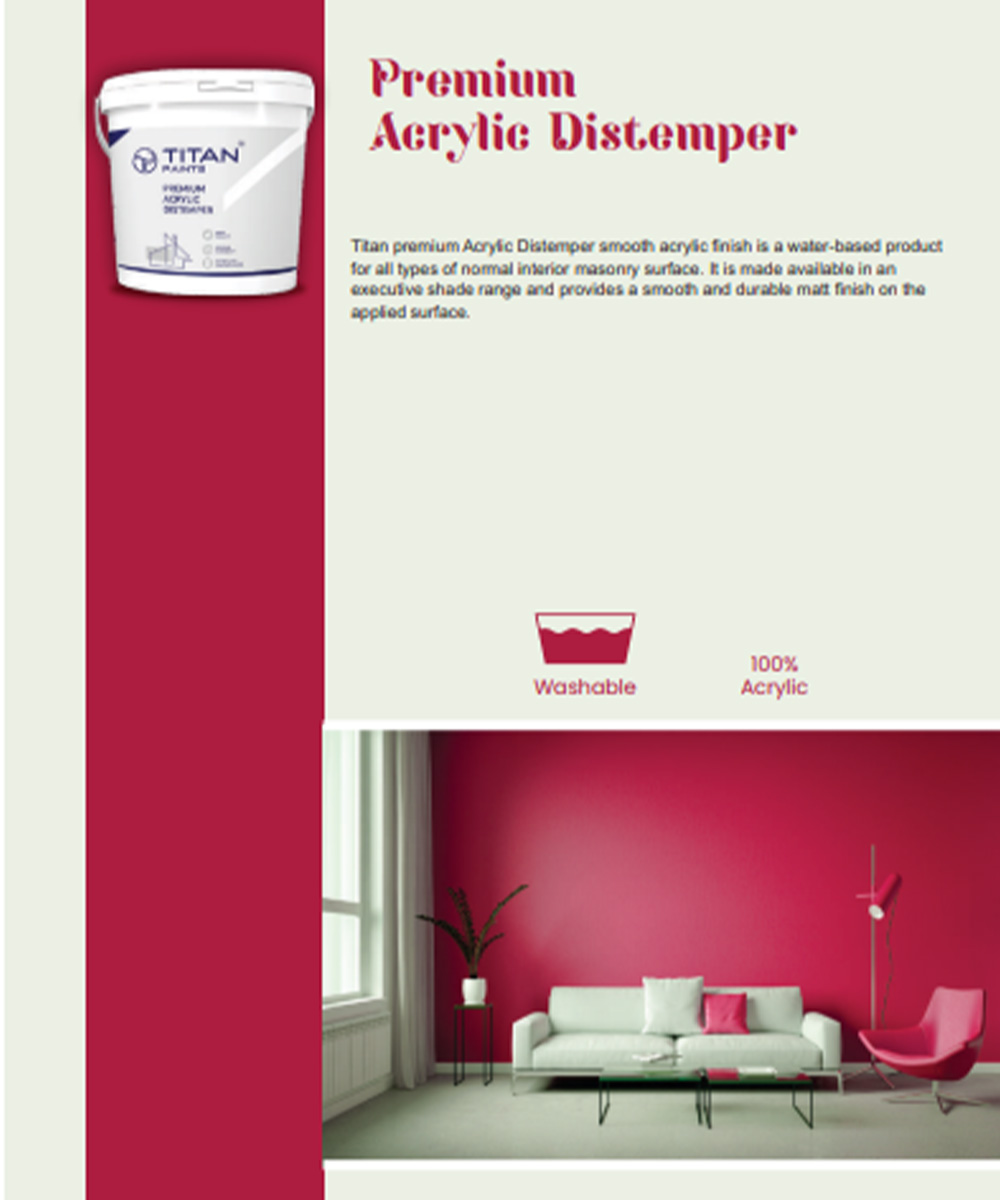 Premium
Acrylic Distemper
TITAN
PAINTS
PREMIUM
ACRYLIC
DISTEMPER
Titan premium Acrylic Distemper smooth acrylic finish is a water-based product
for all types of normal interior masonry surface. It is made available in an
executive shade range and provides a smooth and durable matt finish on the
applied surface.
Washable
100%
Acrylic